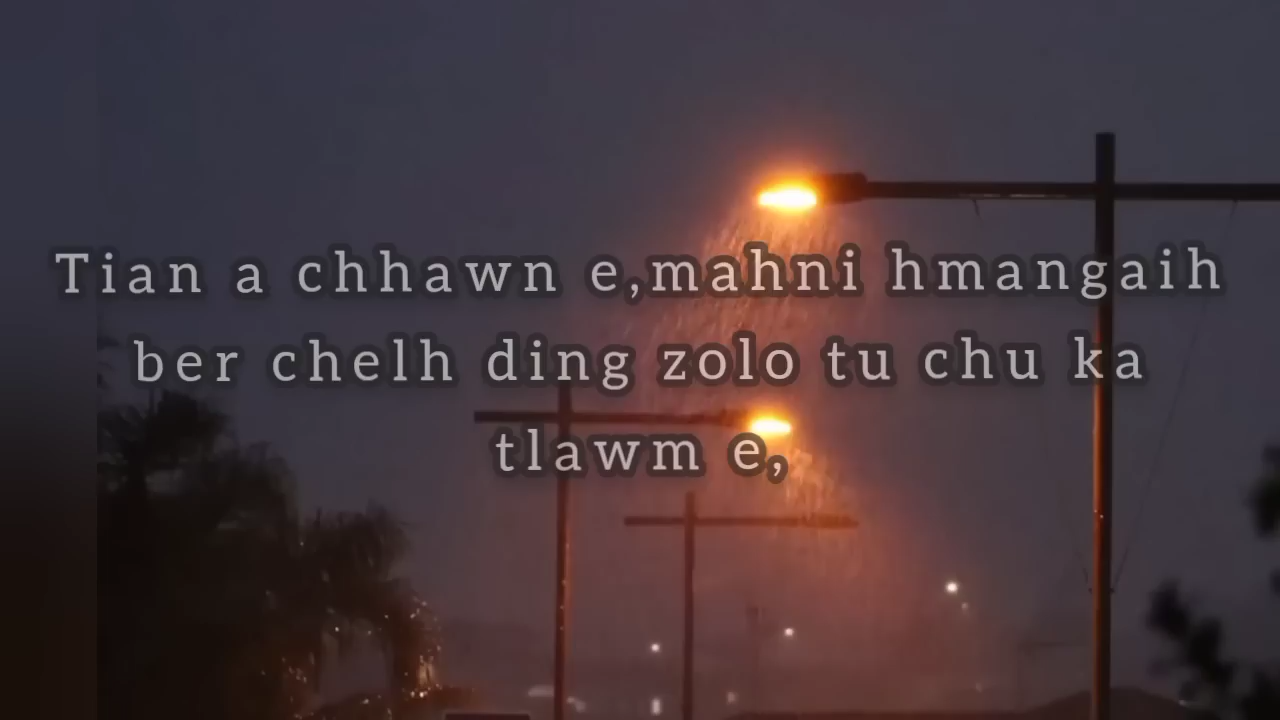 Tian a chhawn e,mahni hmangaih
ber chelh ding zolo tu chu ka
tlawm e,